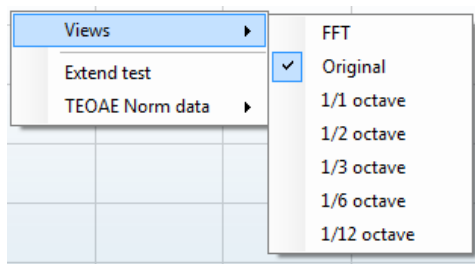 Views
Extend test
TEOAE Norm data
FFT
Original
1/1 octave
1/2 octave
1/3 octave
1/6 octave
1/12 octave